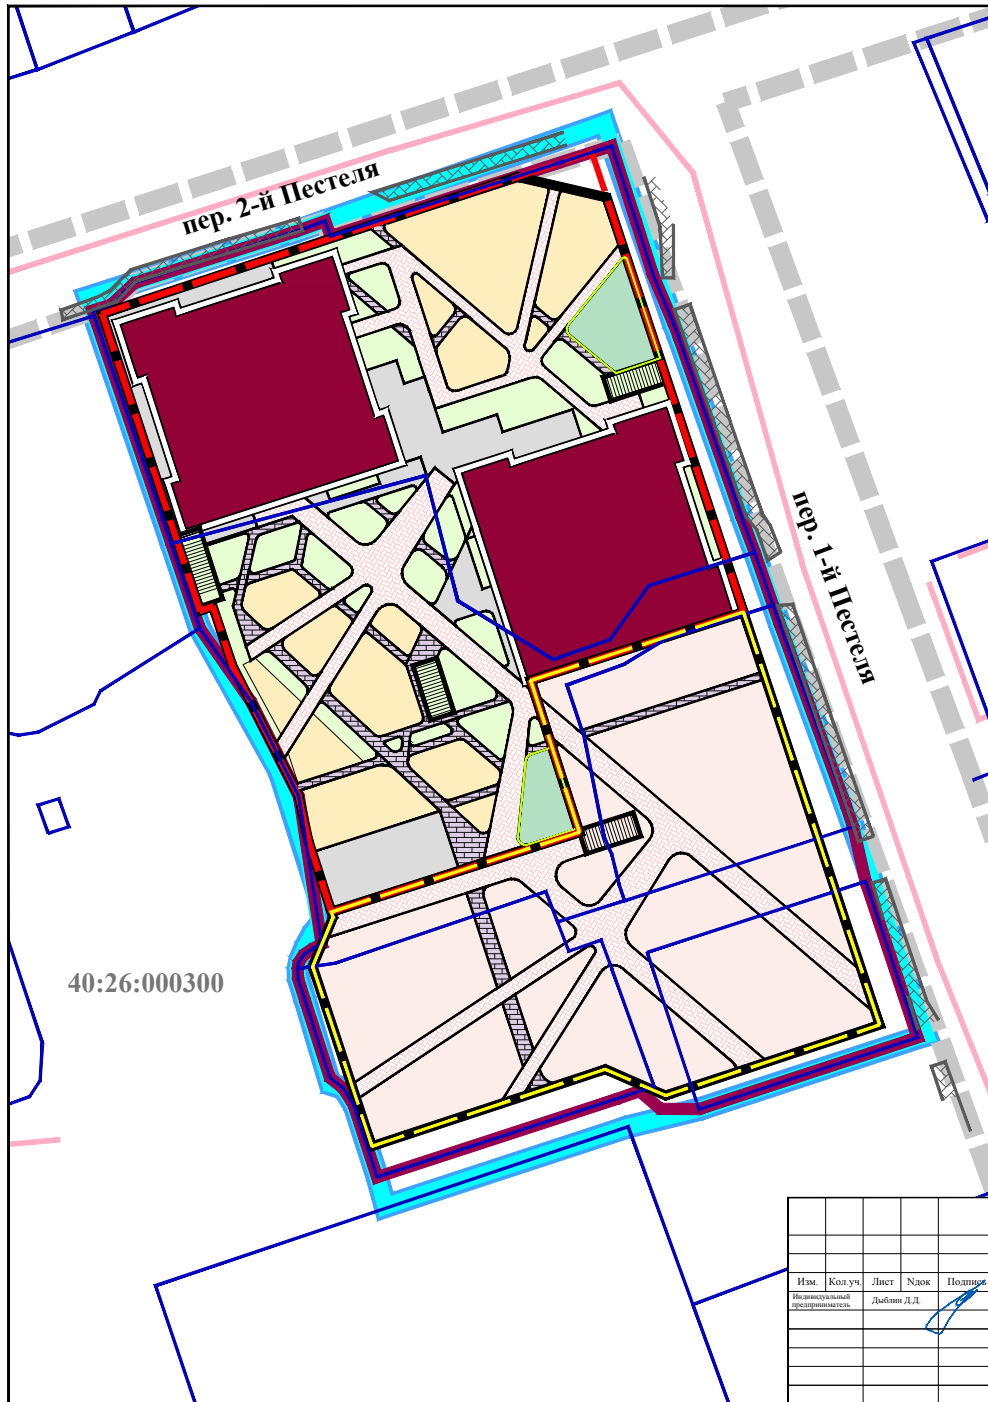 пер. 2-й Пестеля
пер. 1-й Пестеля
40:26:000300
Изм. Кол.уч. Лист Nдок Подпись
Индивидуальный предприниматель
Дыблин Д.Д.